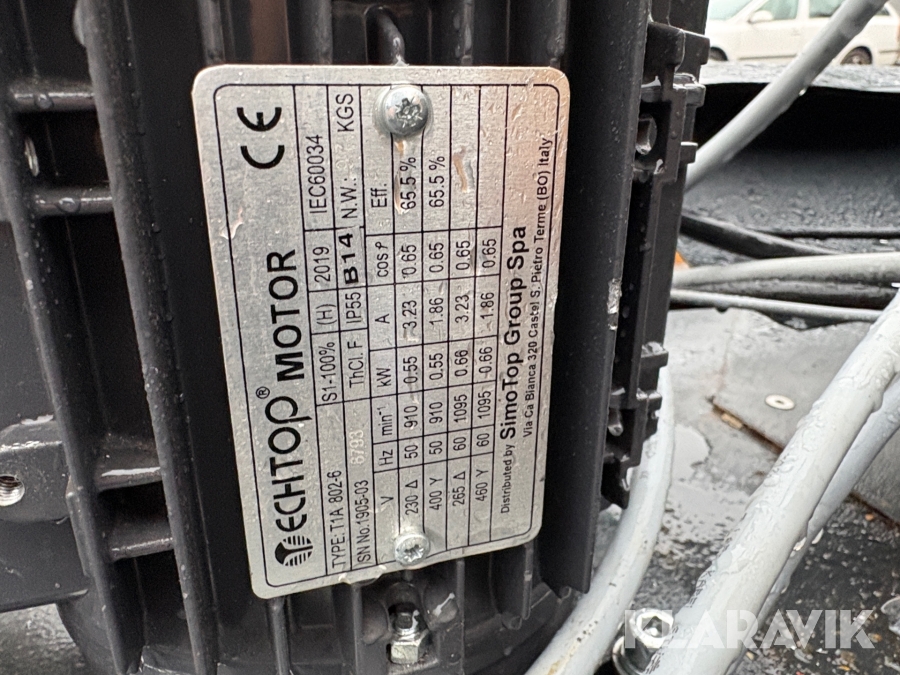 TECHTOP® MOTOR CE
TYPE: T1A 802-6 S1-100% (H) 2019 IEC60034
SN No:1905-03 6793 ThCl. F IP55 B14 N.W.: KGS
V Hz min⁻¹ kW A cos φ Eff.
230 Δ 50 910 0.55 3.23 0.65 65.5 %
400 Y 50 910 0.55 1.86 0.65 65.5 %
265 Δ 60 1095 0.66 3.23 0.65
460 Y 60 1095 0.66 1.86 0.65
Distributed by SimoTop Group Spa
Via Ca Bianca 320 Castel S. Pietro Terme (BO) Italy
KLARAVIK